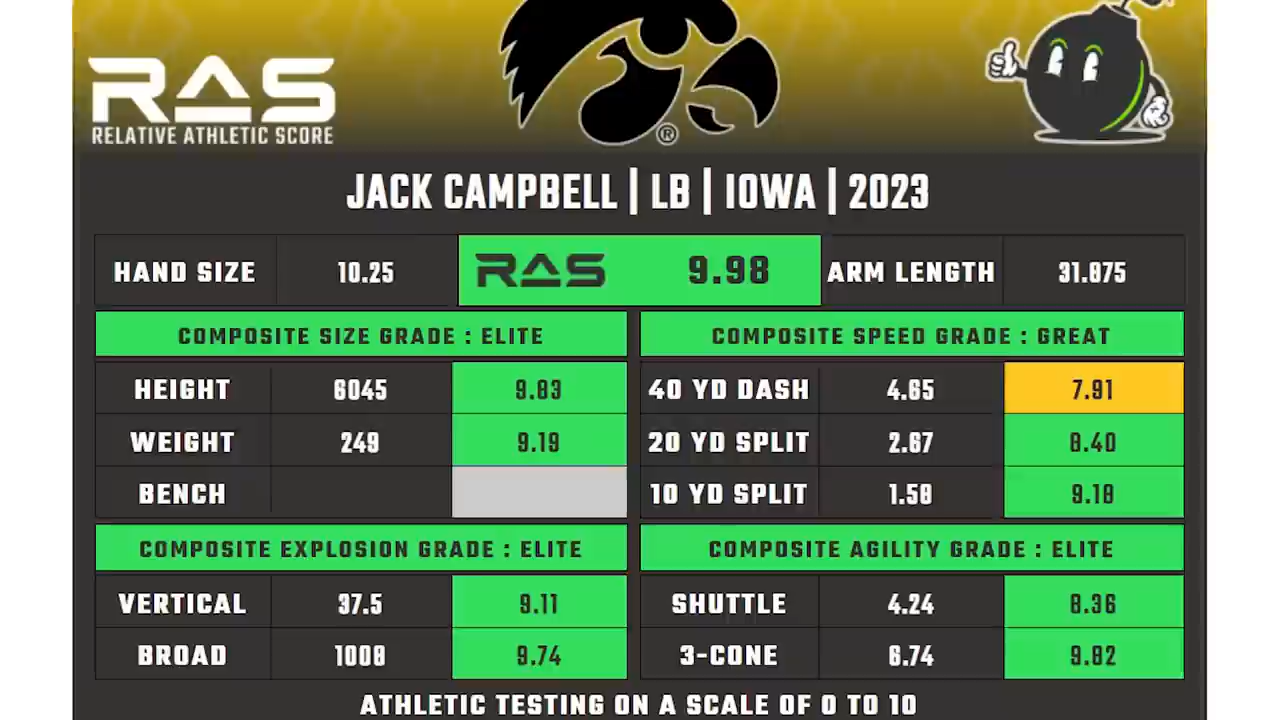 RAS
RELATIVE ATHLETIC SCORE
®
JACK CAMPBELL | LB | IOWA | 2023
HAND SIZE 10.25 RAS 9.98 ARM LENGTH 31.875
COMPOSITE SIZE GRADE : ELITE COMPOSITE SPEED GRADE : GREAT
HEIGHT 6045 9.83 40 YD DASH 4.65 7.91
WEIGHT 249 9.19 20 YD SPLIT 2.67 8.40
BENCH 10 YD SPLIT 1.58 9.18
COMPOSITE EXPLOSION GRADE : ELITE COMPOSITE AGILITY GRADE : ELITE
VERTICAL 37.5 9.11 SHUTTLE 4.24 8.36
BROAD 1008 9.74 3-CONE 6.74 9.82
ATHLETIC TESTING ON A SCALE OF 0 TO 10